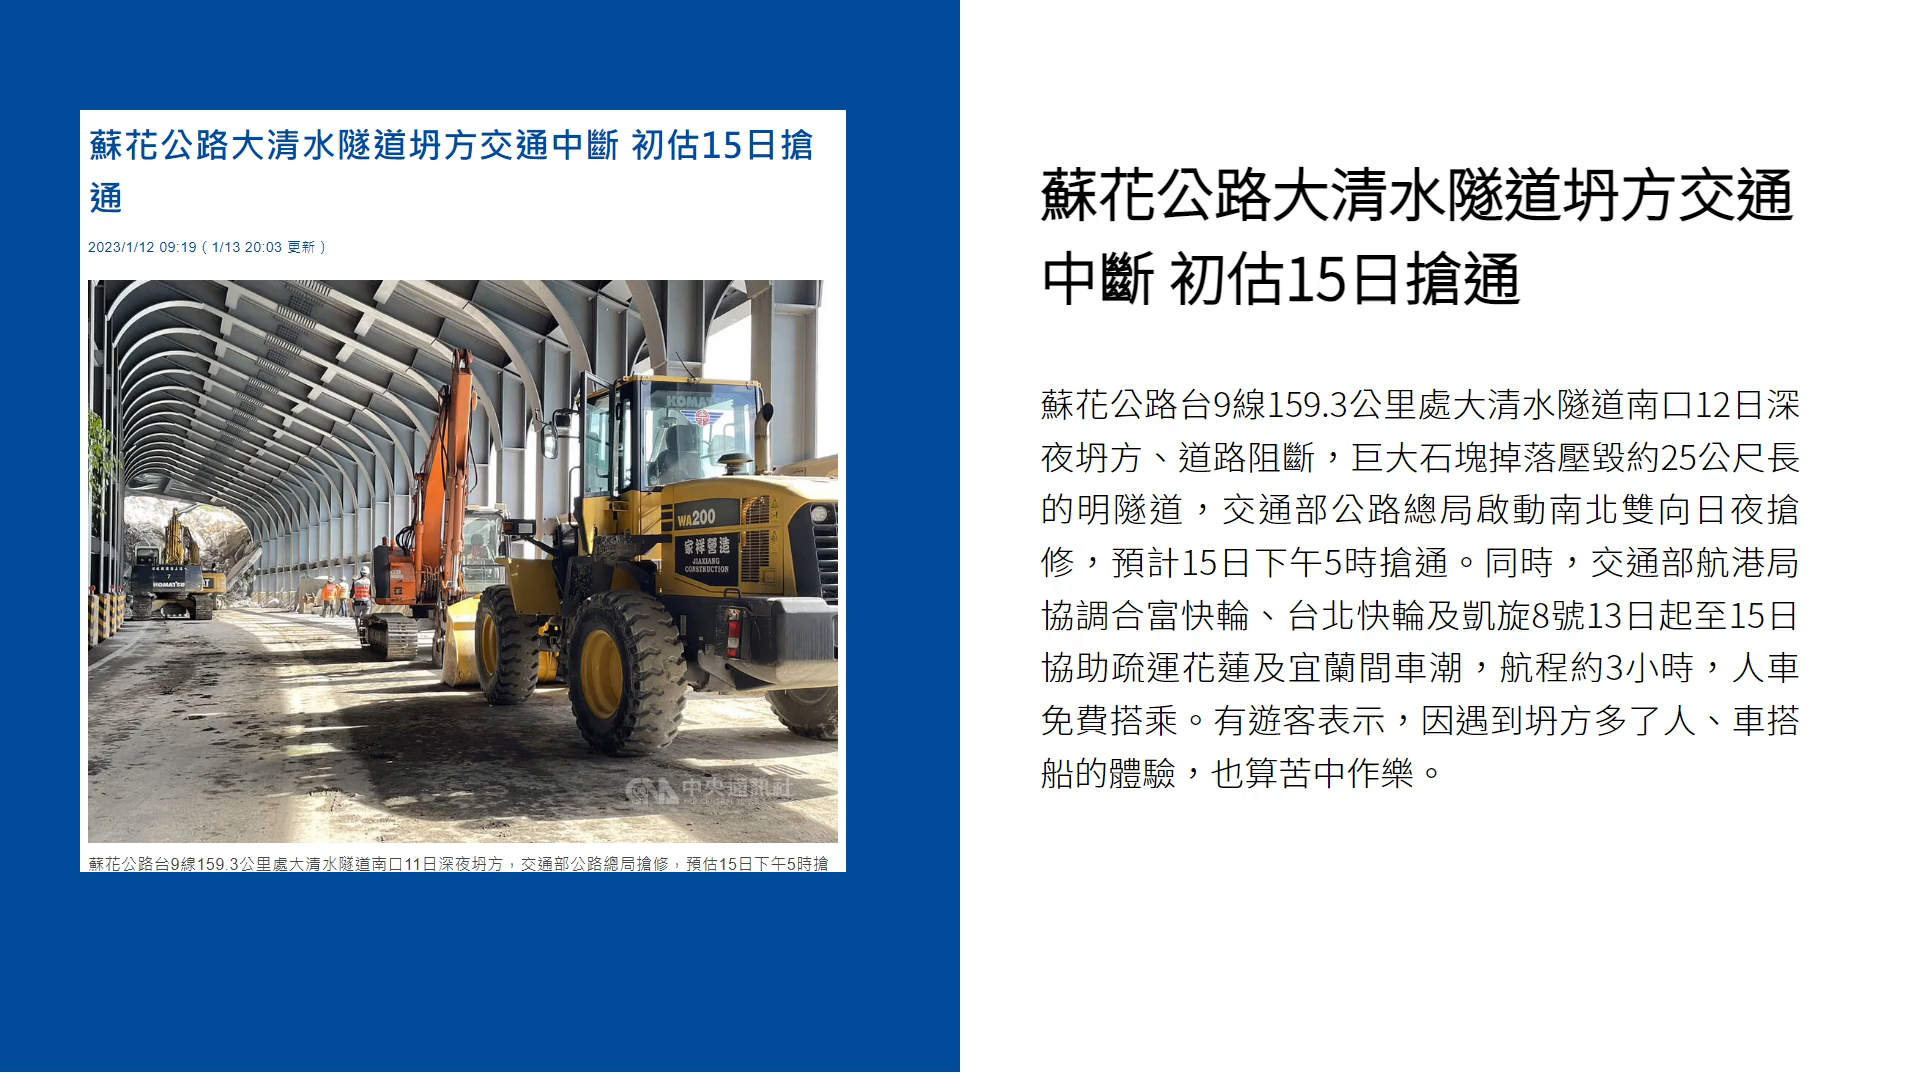 蘇花公路大清水隧道坍方交通中斷 初估15日搶
通
2023/1/12 09:19（1/13 20:03 更新）
KOMATSU
WA200
家祥營造
JIAXIANG
CONSTRUCTION
KOMATSU
CNA 中央通訊社
蘇花公路台9線159.3公里處大清水隧道南口11日深夜坍方，交通部公路總局搶修，預估15日下午5時搶
蘇花公路大清水隧道坍方交通
中斷 初估15日搶通
蘇花公路台9線159.3公里處大清水隧道南口12日深
夜坍方、道路阻斷，巨大石塊掉落壓毀約25公尺長
的明隧道，交通部公路總局啟動南北雙向日夜搶
修，預計15日下午5時搶通。同時，交通部航港局
協調合富快輪、台北快輪及凱旋8號13日起至15日
協助疏運花蓮及宜蘭間車潮，航程約3小時，人車
免費搭乘。有遊客表示，因遇到坍方多了人、車搭
船的體驗，也算苦中作樂。